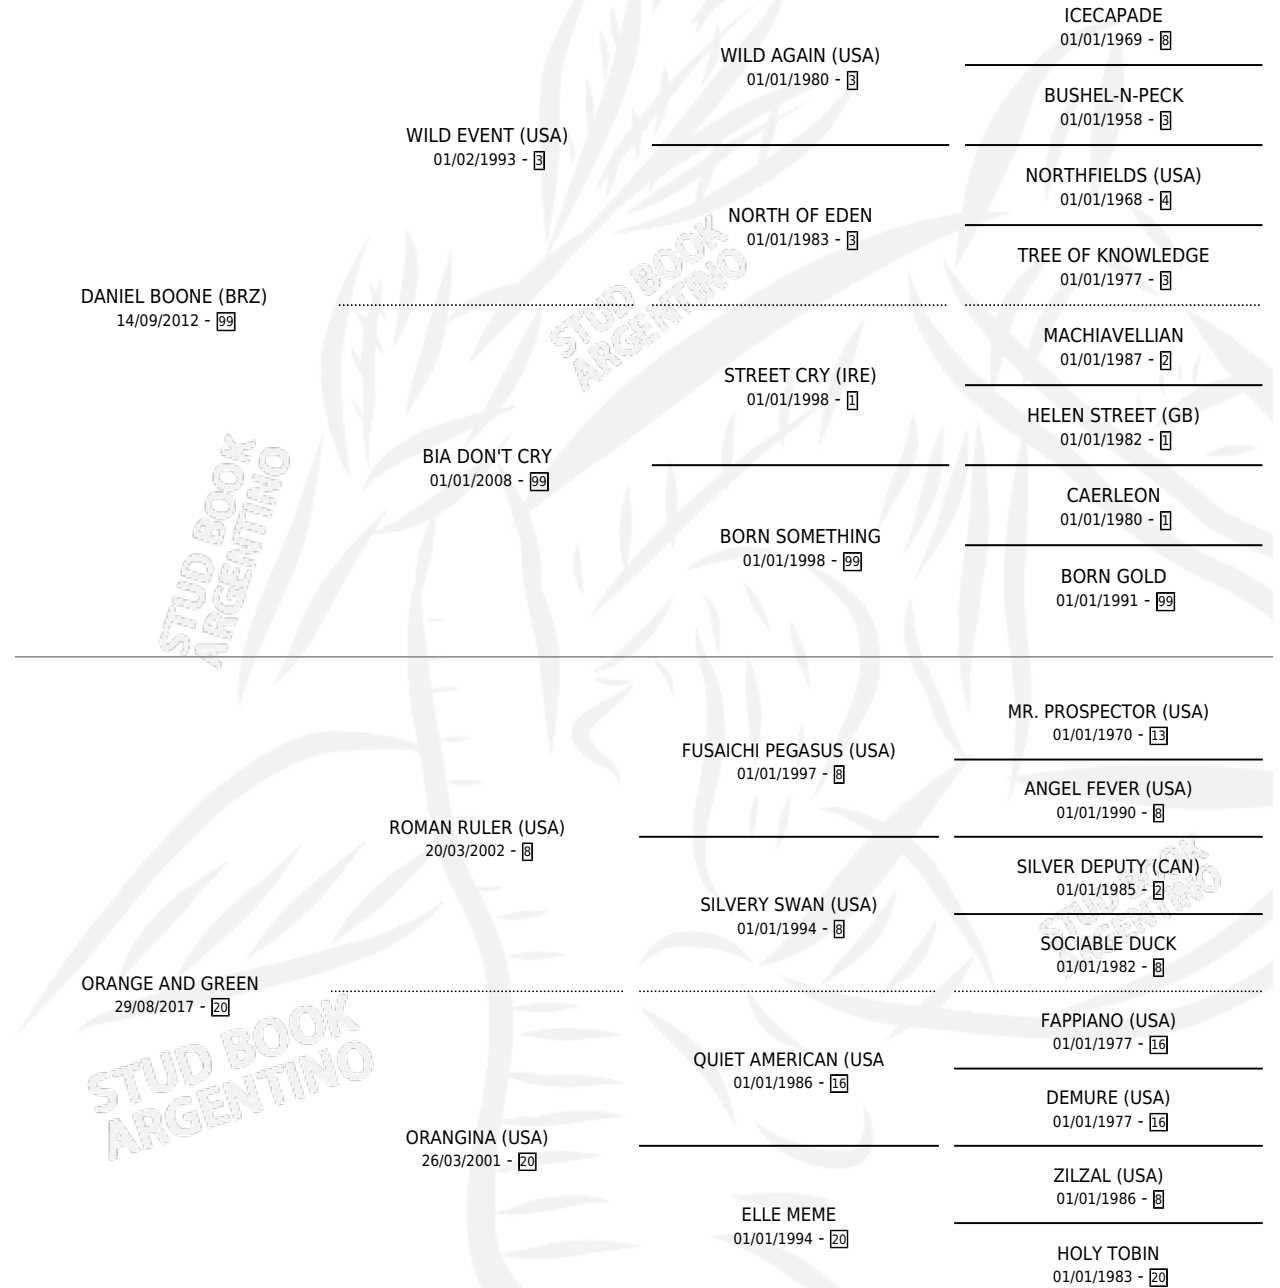 ICECAPADE
01/01/1969 - 8
WILD AGAIN (USA)
01/01/1980 - 3
BUSHEL-N-PECK
01/01/1958 - 3
WILD EVENT (USA)
01/02/1993 - 3
NORTHFIELDS (USA)
01/01/1968 - 4
NORTH OF EDEN
01/01/1983 - 3
TREE OF KNOWLEDGE
01/01/1977 - 3
DANIEL BOONE (BRZ)
14/09/2012 - 99
STUD BOOK
ARGENTINO
MACHIAVELLIAN
01/01/1987 - 2
STREET CRY (IRE)
01/01/1998 - 1
HELEN STREET (GB)
01/01/1982 - 1
BIA DON'T CRY
01/01/2008 - 99
CAERLEON
01/01/1980 - 1
BORN SOMETHING
01/01/1998 - 99
BORN GOLD
01/01/1991 - 99
STUD BOOK
ARGENTINO
MR. PROSPECTOR (USA)
01/01/1970 - 13
FUSAICHI PEGASUS (USA)
01/01/1997 - 8
ANGEL FEVER (USA)
01/01/1990 - 8
ROMAN RULER (USA)
20/03/2002 - 8
SILVER DEPUTY (CAN)
01/01/1985 - 2
SILVERY SWAN (USA)
01/01/1994 - 8
SOCIABLE DUCK
01/01/1982 - 8
STUD BOOK
ARGENTINO
ORANGE AND GREEN
29/08/2017 - 20
FAPPIANO (USA)
01/01/1977 - 16
QUIET AMERICAN (USA
01/01/1986 - 16
DEMURE (USA)
01/01/1977 - 16
STUD BOOK
ARGENTINO
ORANGINA (USA)
26/03/2001 - 20
ZILZAL (USA)
01/01/1986 - 8
ELLE MEME
01/01/1994 - 20
HOLY TOBIN
01/01/1983 - 20